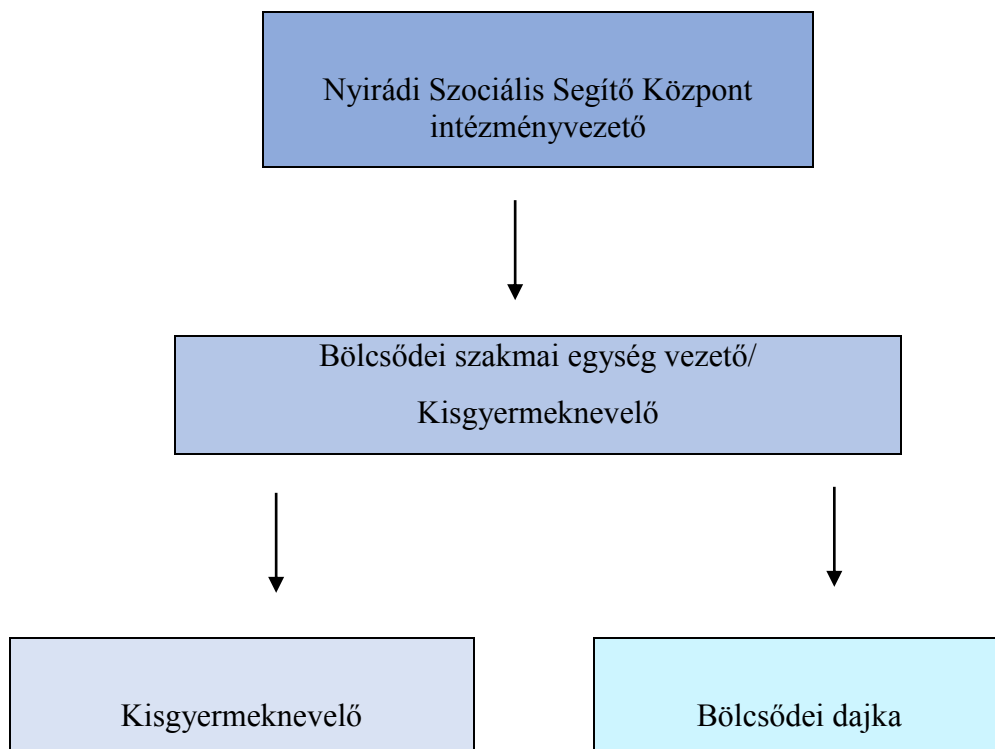 Nyirádi Szociális Segítő Központ
intézményvezető
Bölcsődei szakmai egység vezető/
Kisgyermeknevelő
Kisgyermeknevelő
Bölcsődei dajka